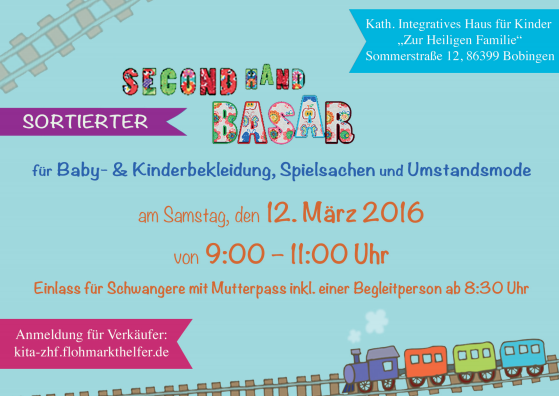 Kath. Integratives Haus für Kinder
„Zur Heiligen Familie“
Sommerstraße 12, 86399 Bobingen
SECOND HAND
SORTIERTER
BASAR
für Baby- & Kinderbekleidung, Spielsachen und Umstandsmode
am Samstag, den 12. März 2016
von 9:00 – 11:00 Uhr
Einlass für Schwangere mit Mutterpass inkl. einer Begleitperson ab 8:30 Uhr
Anmeldung für Verkäufer:
kita-zhf.flohmarkthelfer.de